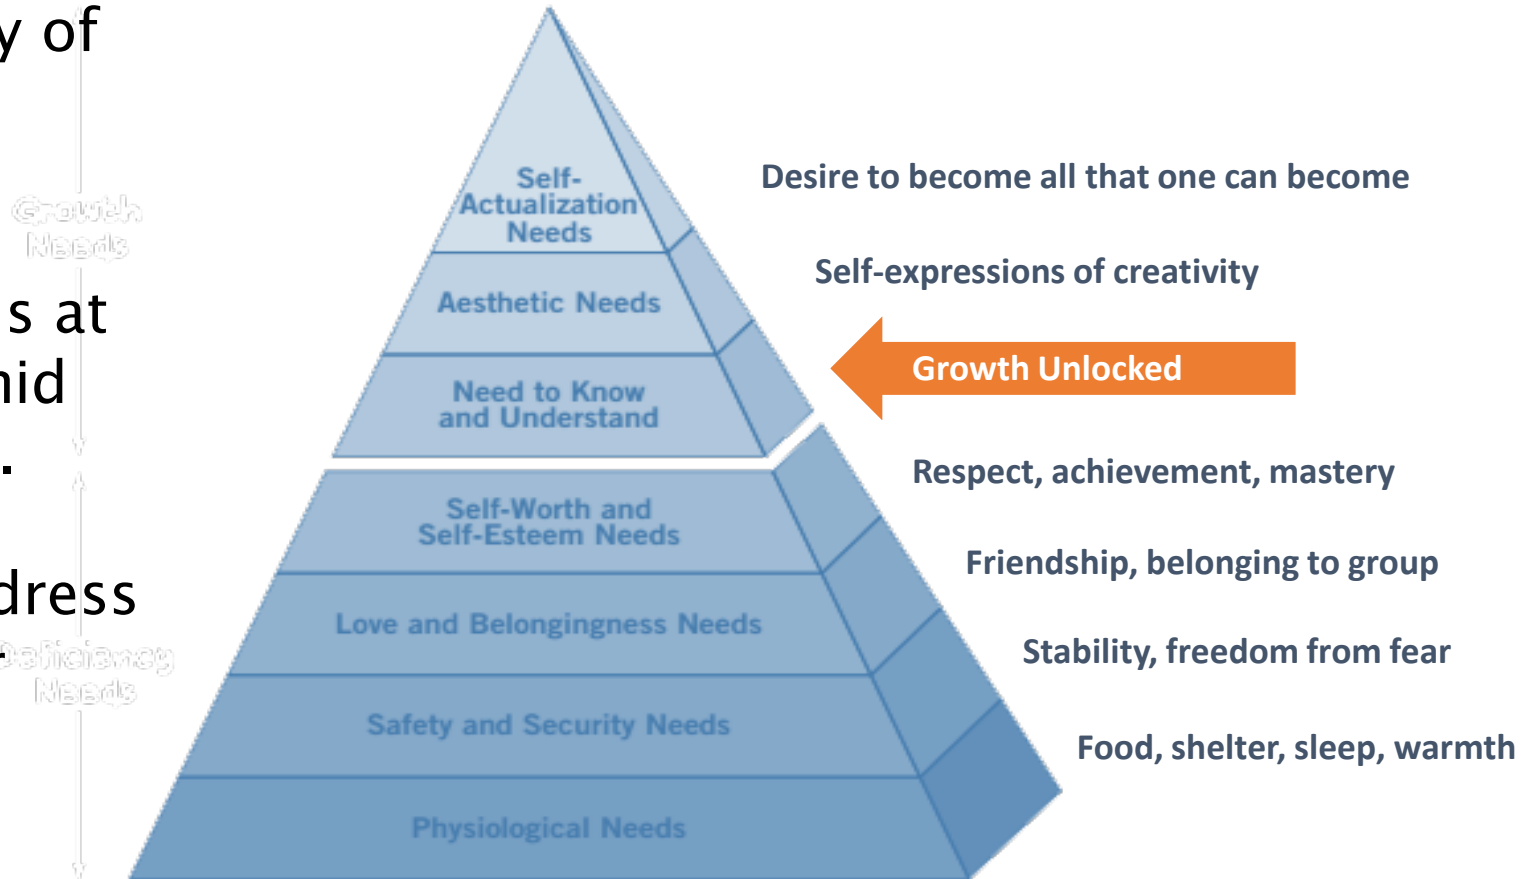 y of
s at
nid
.
dress
Growth
Needs
Deficiency
Needs
Self-
Actualization
Needs
Aesthetic Needs
Need to Know
and Understand
Self-Worth and
Self-Esteem Needs
Love and Belongingness Needs
Safety and Security Needs
Physiological Needs
Desire to become all that one can become
Self-expressions of creativity
Growth Unlocked
Respect, achievement, mastery
Friendship, belonging to group
Stability, freedom from fear
Food, shelter, sleep, warmth